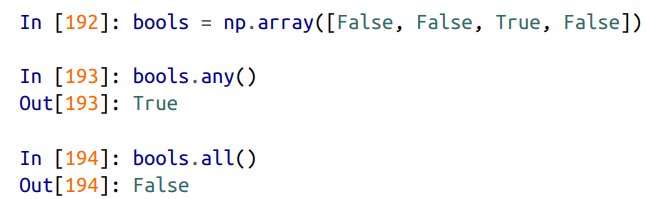 In [192]: bools = np.array([False, False, True, False])
In [193]: bools.any()
Out[193]: True
In [194]: bools.all()
Out[194]: False